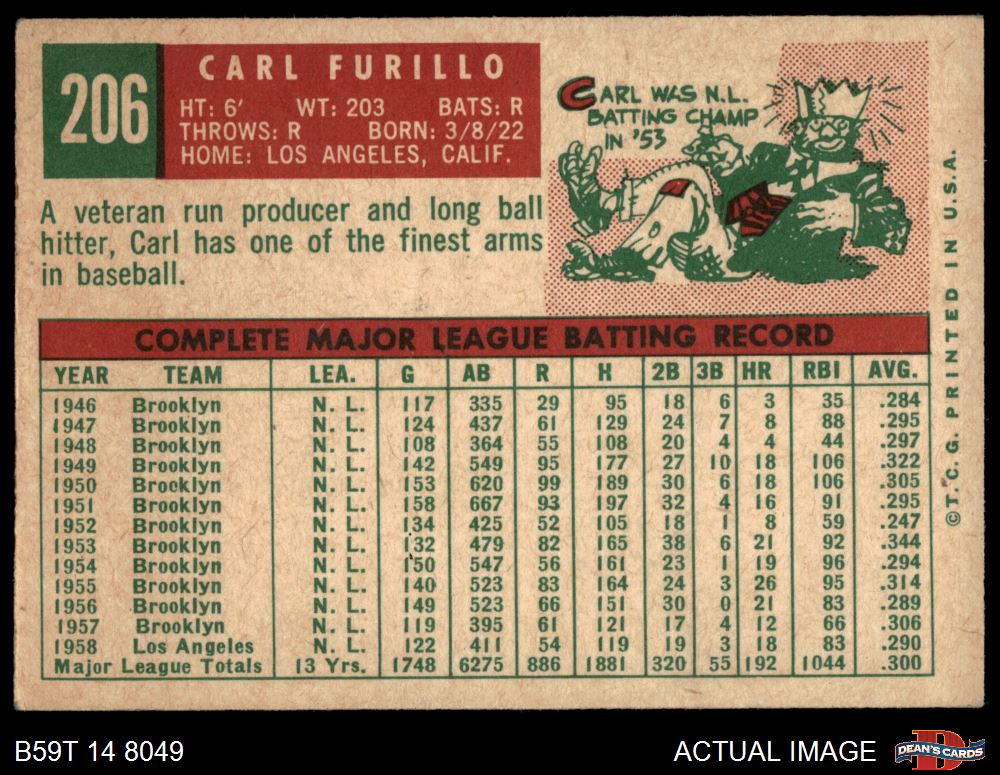 206
CARL FURILLO
HT: 6' WT: 203 BATS: R
THROWS: R BORN: 3/8/22
HOME: LOS ANGELES, CALIF.
CARL WAS N.L.
BATTING CHAMP
IN '53
A veteran run producer and long ball
hitter, Carl has one of the finest arms
in baseball.
COMPLETE MAJOR LEAGUE BATTING RECORD
YEAR TEAM LEA. G AB R H 2B 3B HR RBI AVG.
1946 Brooklyn N. L. 117 335 29 95 18 6 3 35 .284
1947 Brooklyn N. L. 124 437 61 129 24 7 8 88 .295
1948 Brooklyn N. L. 108 364 55 108 20 4 4 44 .297
1949 Brooklyn N. L. 142 549 95 177 27 10 18 106 .322
1950 Brooklyn N. L. 153 620 99 189 30 6 18 106 .305
1951 Brooklyn N. L. 158 667 93 197 32 4 16 91 .295
1952 Brooklyn N. L. 134 425 52 105 18 1 8 59 .247
1953 Brooklyn N. L. 132 479 82 165 38 6 21 92 .344
1954 Brooklyn N. L. 150 547 56 161 23 1 19 96 .294
1955 Brooklyn N. L. 140 523 83 164 24 3 26 95 .314
1956 Brooklyn N. L. 149 523 66 151 30 0 21 83 .289
1957 Brooklyn N. L. 119 395 61 121 17 4 12 66 .306
1958 Los Angeles N. L. 122 411 54 119 19 3 18 83 .290
Major League Totals 13 Yrs. 1748 6275 886 1881 320 55 192 1044 .300
©T. C. G. PRINTED IN U.S.A.
B59T 14 8049
ACTUAL IMAGE
DEAN'S CARDS